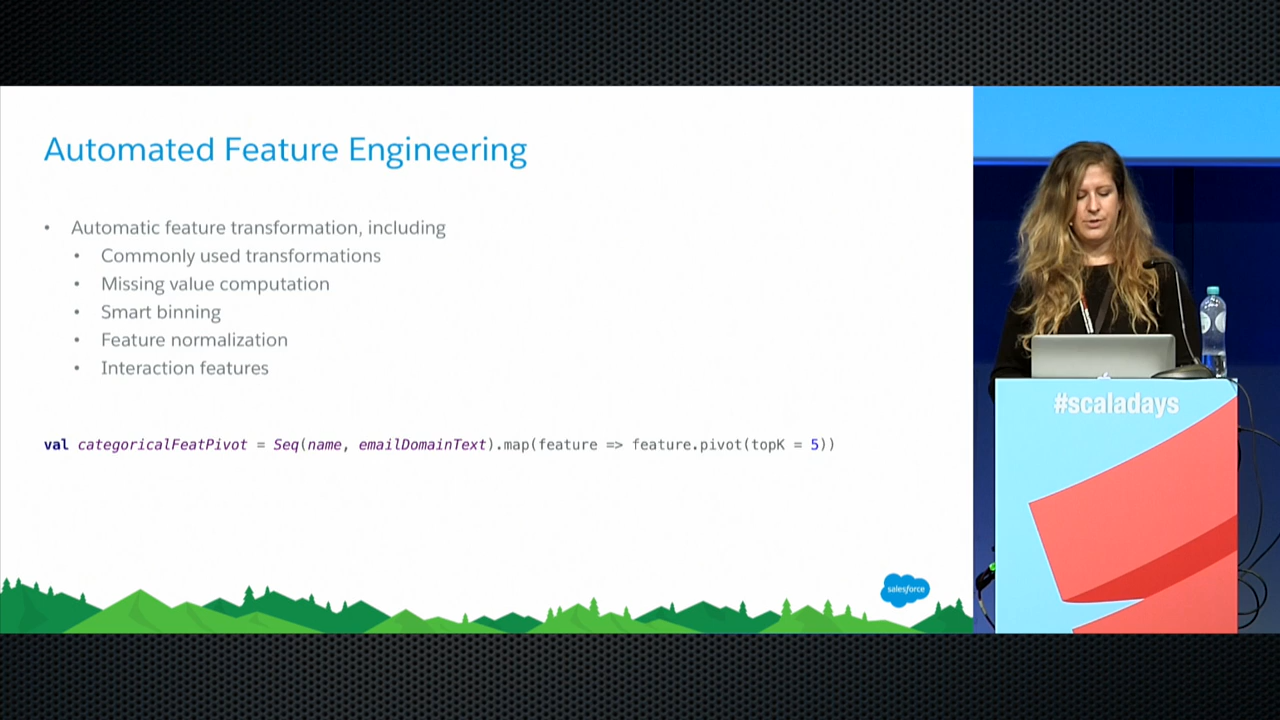 Automated Feature Engineering
• Automatic feature transformation, including
• Commonly used transformations
• Missing value computation
• Smart binning
• Feature normalization
• Interaction features
val categoricalFeatPivot = Seq(name, emailDomainText).map(feature => feature.pivot(topK = 5))
salesforce
#scaladays